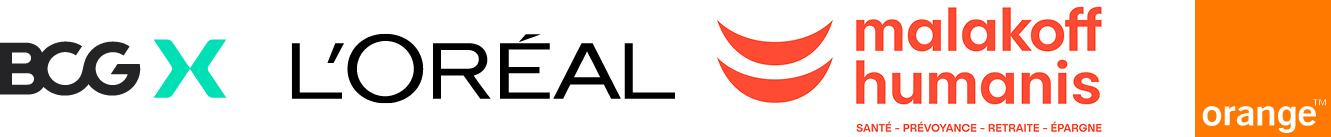 BCG X
L'ORÉAL
malakoff
humanis
SANTÉ - PRÉVOYANCE - RETRAITE - ÉPARGNE
orange™